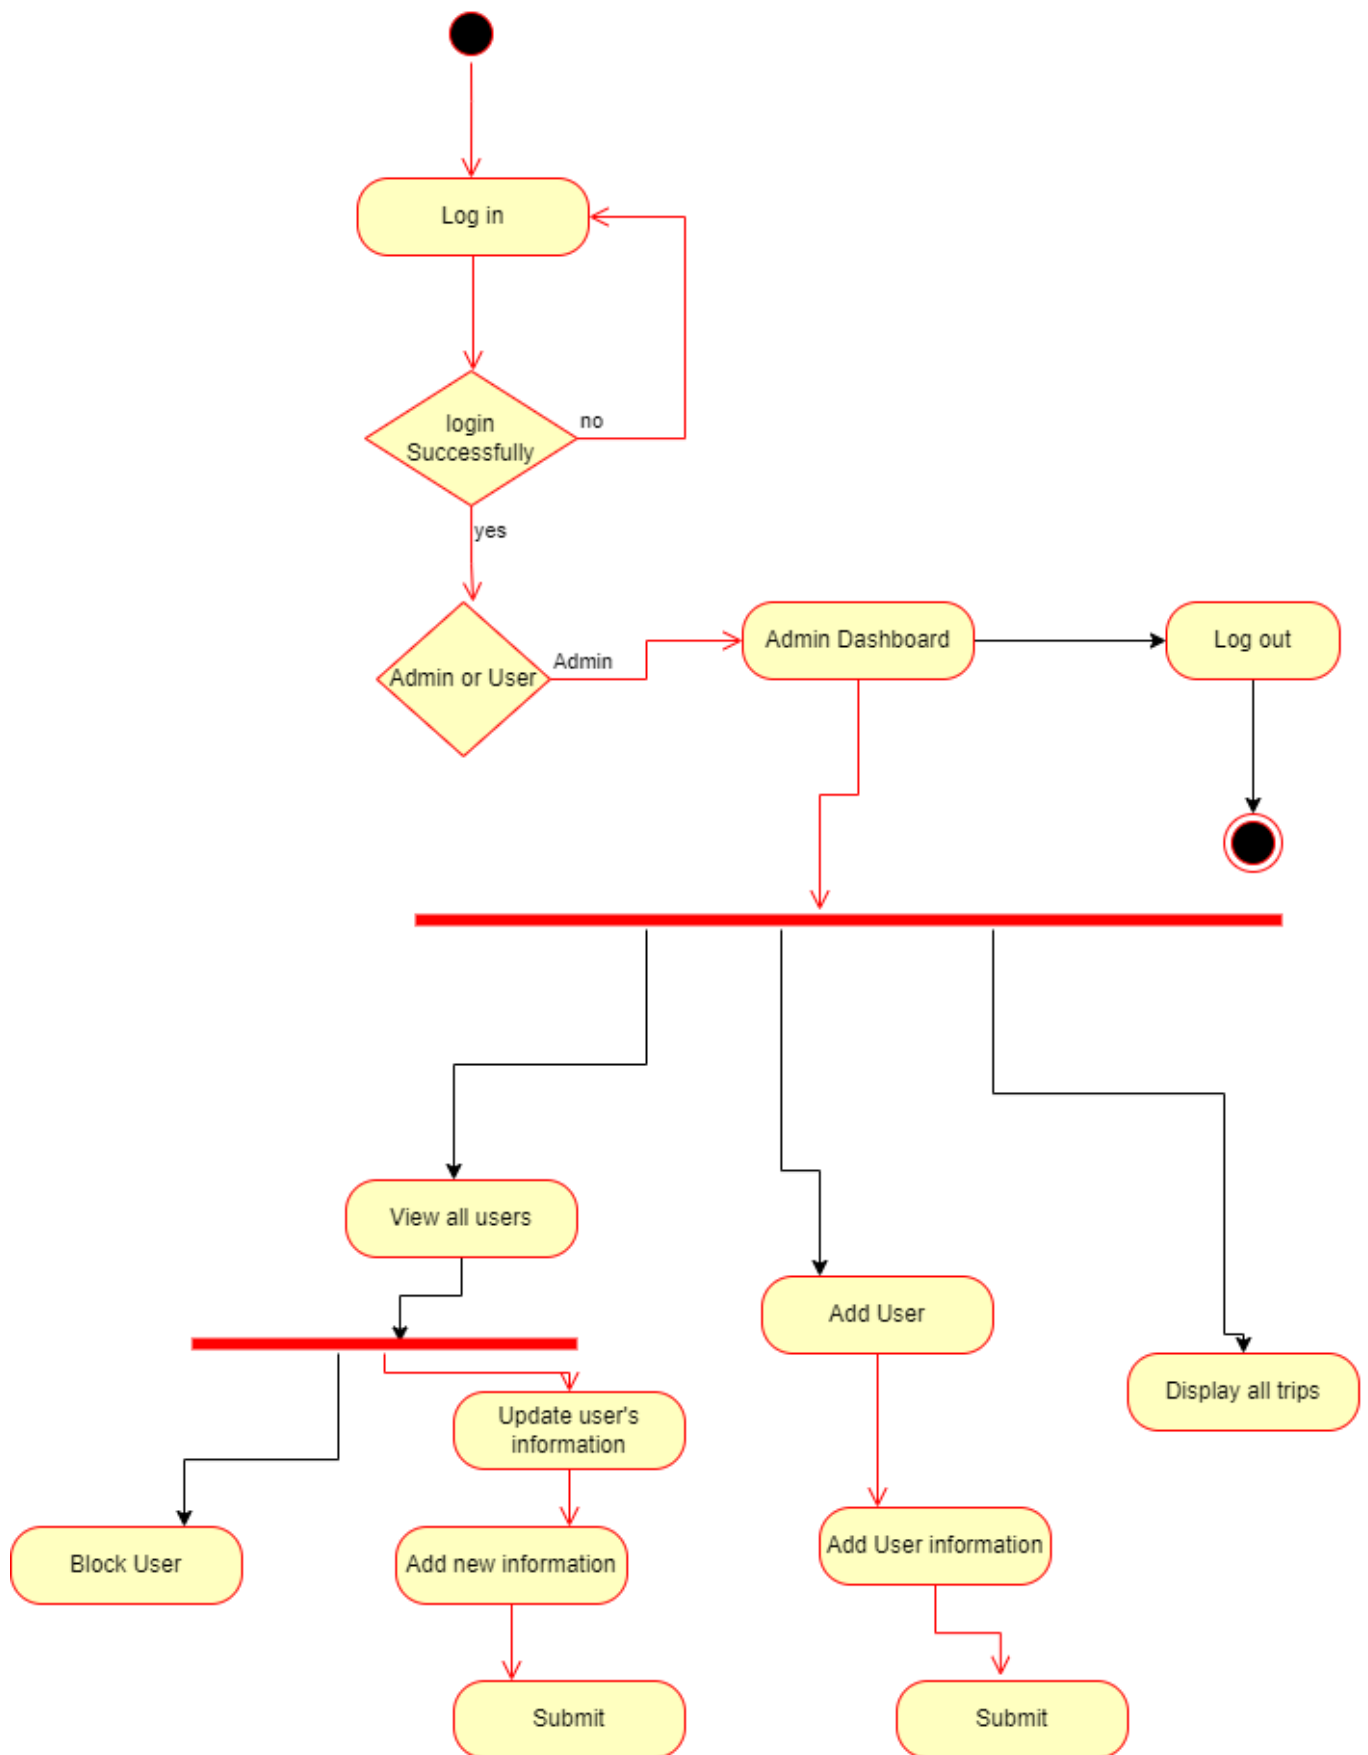 Log in
login
Successfully
no
yes
Admin or User
Admin
Admin Dashboard
Log out
View all users
Add User
Display all trips
Update user's
information
Block User
Add new information
Add User information
Submit
Submit